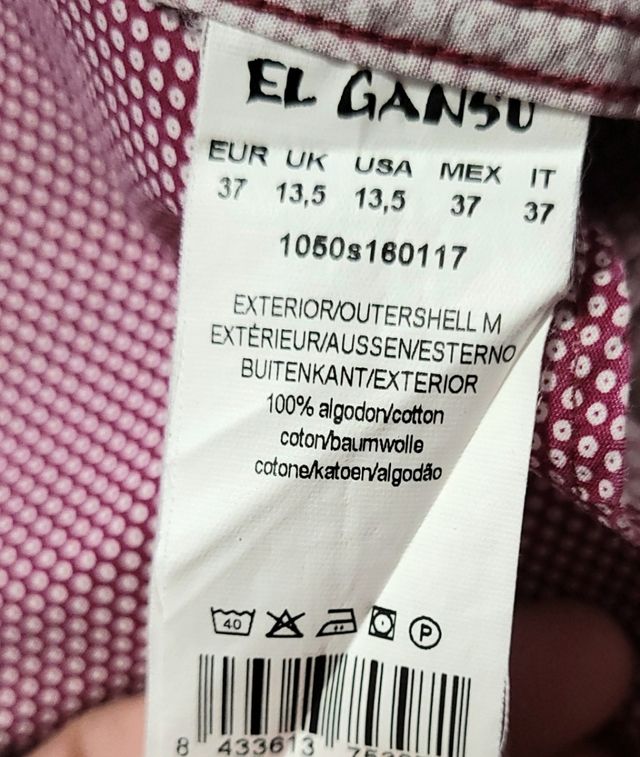 EL GANSO
EUR UK USA MEX IT
37 13,5 13,5 37 37
1050s160117
EXTERIOR/OUTERSHELL M
EXTÉRIEUR/AUSSEN/ESTERNO
BUITENKANT/EXTERIOR
100% algodon/cotton
coton/baumwolle
cotone/katoen/algodão
40 P
8 433613